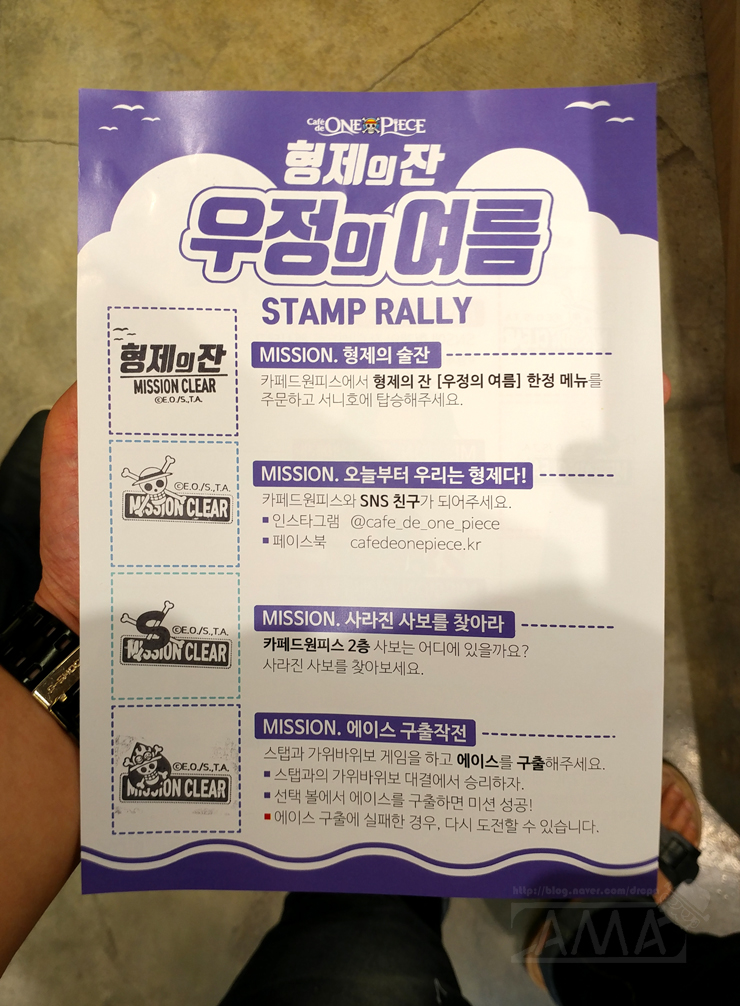 Café de ONE PIECE
형제의 잔
우정의 여름
STAMP RALLY
형제의 잔
MISSION CLEAR
©E.O./S.,T.A.
MISSION. 형제의 술잔
카페드원피스에서 형제의 잔 [우정의 여름] 한정 메뉴를
주문하고 서니호에 탑승해주세요.
©E.O./S.,T.A.
MISSION CLEAR
MISSION. 오늘부터 우리는 형제다!
카페드원피스와 SNS 친구가 되어주세요.
■ 인스타그램 @cafe_de_one_piece
■ 페이스북 cafedeonepiece.kr
S
©E.O./S.,T.A.
MISSION CLEAR
MISSION. 사라진 사보를 찾아라
카페드원피스 2층 사보는 어디에 있을까요?
사라진 사보를 찾아보세요.
©E.O./S.,T.A.
MISSION CLEAR
MISSION. 에이스 구출작전
스탭과 가위바위보 게임을 하고 에이스를 구출해주세요.
■ 스탭과의 가위바위보 대결에서 승리하자.
■ 선택 볼에서 에이스를 구출하면 미션 성공!
■ 에이스 구출에 실패한 경우, 다시 도전할 수 있습니다.
AMA